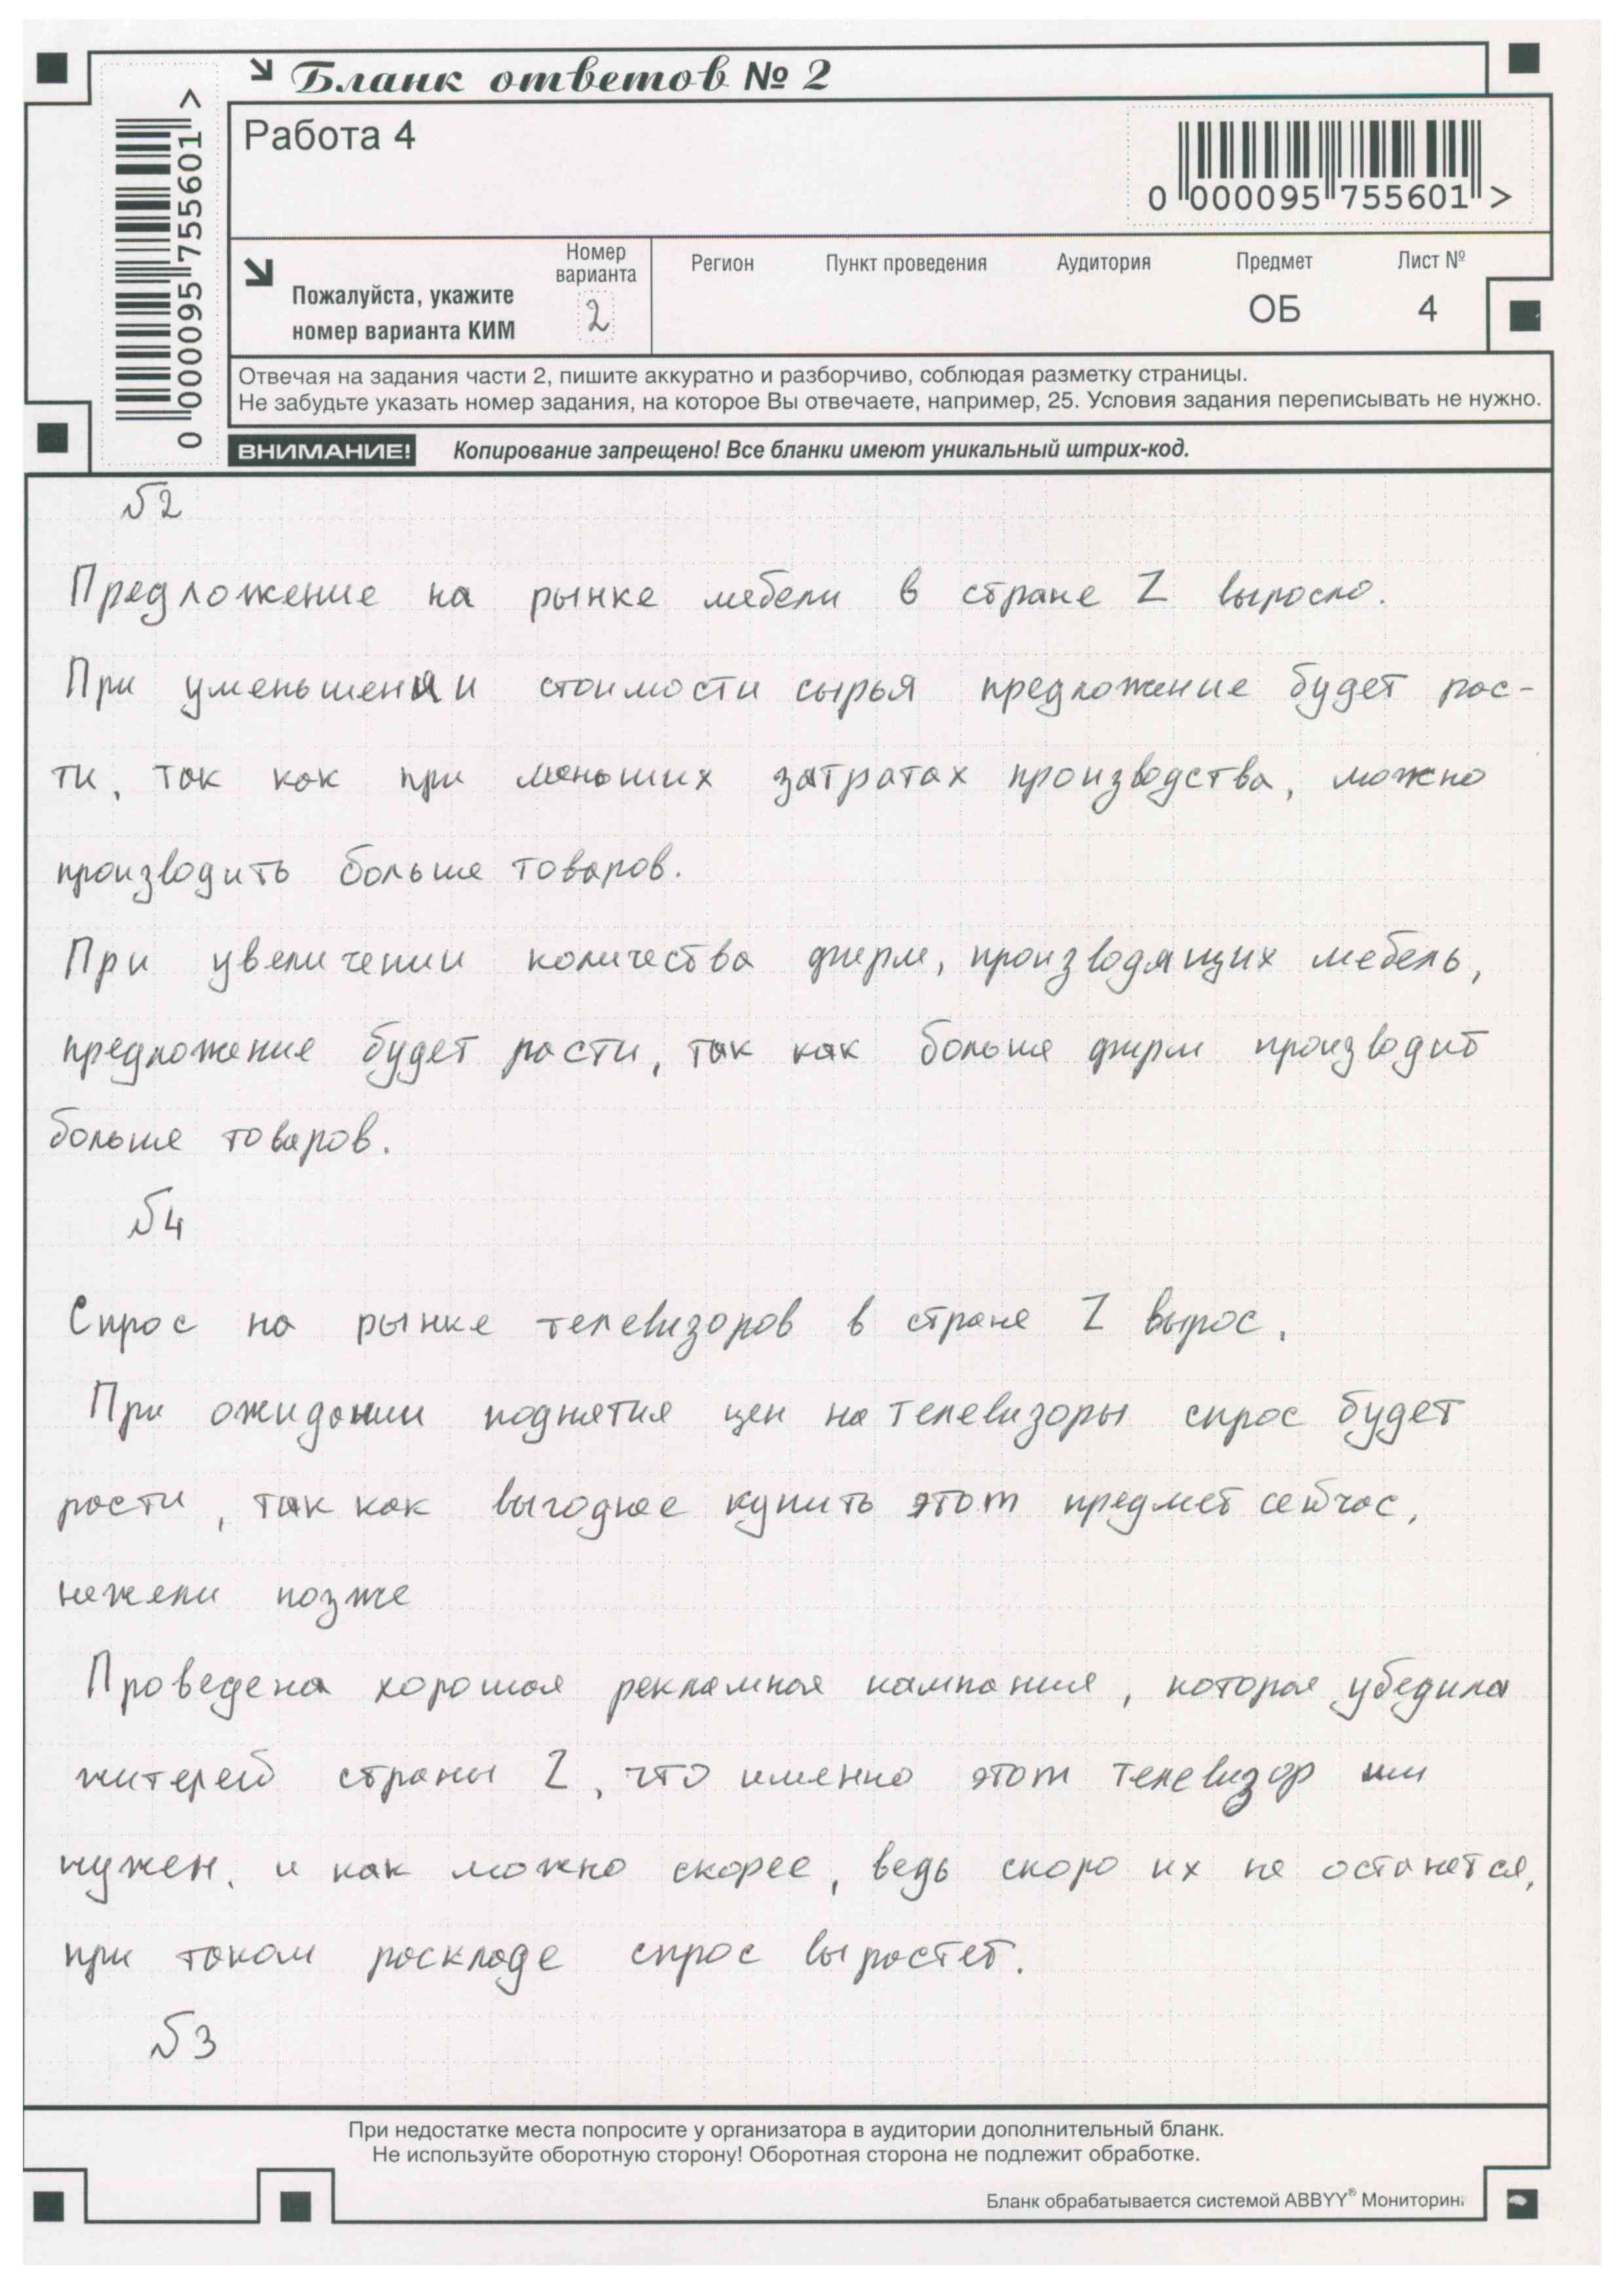 Бланк ответов № 2
Работа 4
0 000095 755601 >
0 000095 755601 >
Пожалуйста, укажите
номер варианта КИМ
Номер
варианта
2
Регион
Пункт проведения
Аудитория
Предмет
ОБ
Лист №
4
Отвечая на задания части 2, пишите аккуратно и разборчиво, соблюдая разметку страницы.
Не забудьте указать номер задания, на которое Вы отвечаете, например, 25. Условия задания переписывать не нужно.
ВНИМАНИЕ! Копирование запрещено! Все бланки имеют уникальный штрих-код.
№2
Предложение на рынке мебели в стране Z выросло.
При уменьшении стоимости сырья предложение будет рас-
ти, так как при меньших затратах производства, можно
производить больше товаров.
При увеличении количества фирм, производящих мебель,
предложение будет расти, так как больше фирм производит
больше товаров.
№4
Спрос на рынке телевизоров в стране Z вырос.
При ожидании поднятия цен на телевизоры спрос будет
расти, так как выгоднее купить этот предмет сейчас,
нежели позже
Проведена хорошая рекламная кампания, которая убедила
жителей страны Z, что именно этот телевизор им
нужен, и как можно скорее, ведь скоро их не останется,
при таком раскладе спрос вырастет.
№3
При недостатке места попросите у организатора в аудитории дополнительный бланк.
Не используйте оборотную сторону! Оборотная сторона не подлежит обработке.
Бланк обрабатывается системой ABBYY® Мониторинг